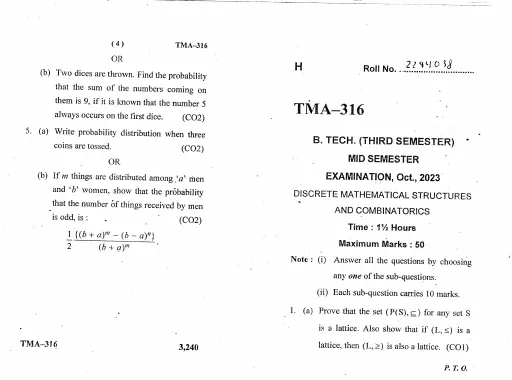 ( 4 ) TMA–316
OR
(b) Two dices are thrown. Find the probability
that the sum of the numbers coming on
them is 9, if it is known that the number 5
always occurs on the first dice. (CO2)
5. (a) Write probability distribution when three
coins are tossed. (CO2)
OR
(b) If m things are distributed among 'a' men
and 'b' women, show that the probability
that the number of things received by men
is odd, is : (CO2)
1/2 {(b + a)^m − (b − a)^n} / (b + a)^m
TMA–316 3,240
H Roll No.
TMA–316
B. TECH. (THIRD SEMESTER)
MID SEMESTER
EXAMINATION, Oct., 2023
DISCRETE MATHEMATICAL STRUCTURES
AND COMBINATORICS
Time : 1½ Hours
Maximum Marks : 50
Note : (i) Answer all the questions by choosing
any one of the sub-questions.
(ii) Each sub-question carries 10 marks.
1. (a) Prove that the set (P(S), ⊆) for any set S
is a lattice. Also show that if (L, ≤) is a
lattice, then (L, ≥) is also a lattice. (CO1)
P. T. O.